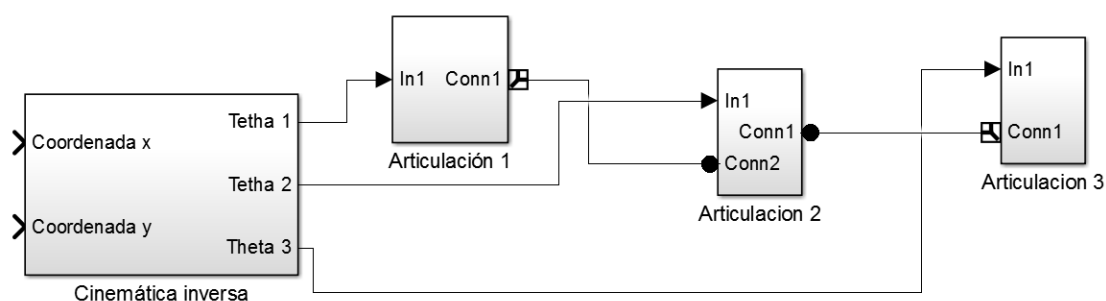 Coordenada x
Coordenada y
Tetha 1
Tetha 2
Theta 3
Cinemática inversa
In1
Conn1
Articulación 1
In1
Conn1
Conn2
Articulacion 2
In1
Conn1
Articulacion 3